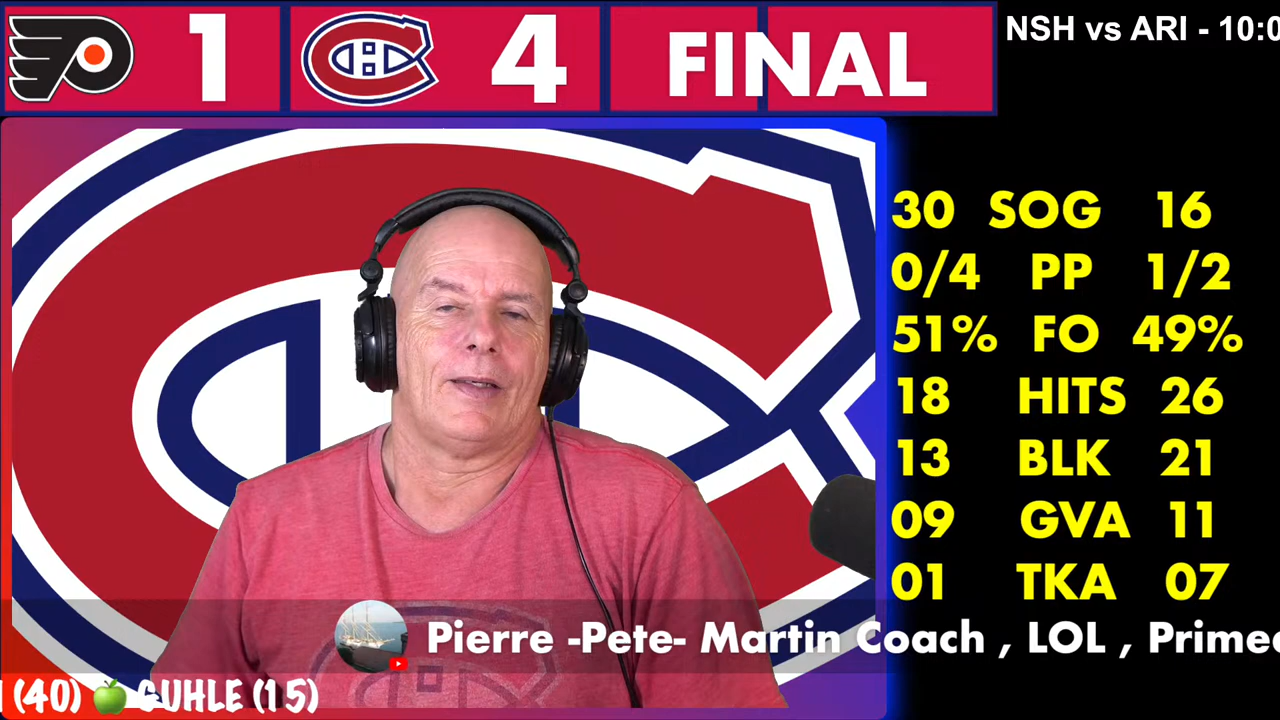 1 4 FINAL
NSH vs ARI - 10:0
30 SOG 16
0/4 PP 1/2
51% FO 49%
18 HITS 26
13 BLK 21
09 GVA 11
01 TKA 07
Pierre -Pete- Martin Coach , LOL , Primed
(40) GUHLE (15)